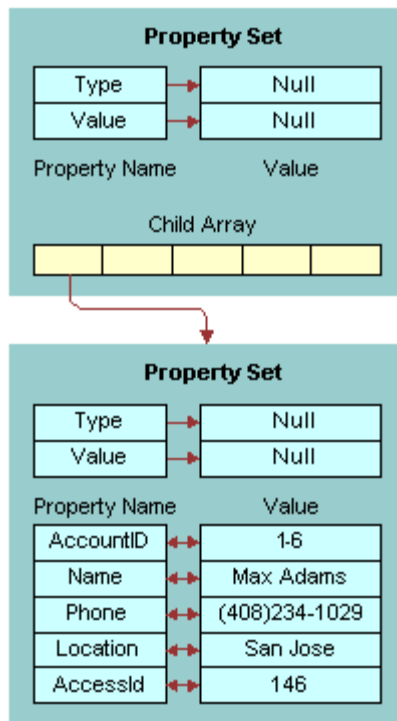 Property Set
Type Null
Value Null
Property Name Value
Child Array
Property Set
Type Null
Value Null
Property Name Value
AccountID 1-6
Name Max Adams
Phone (408)234-1029
Location San Jose
AccessId 146